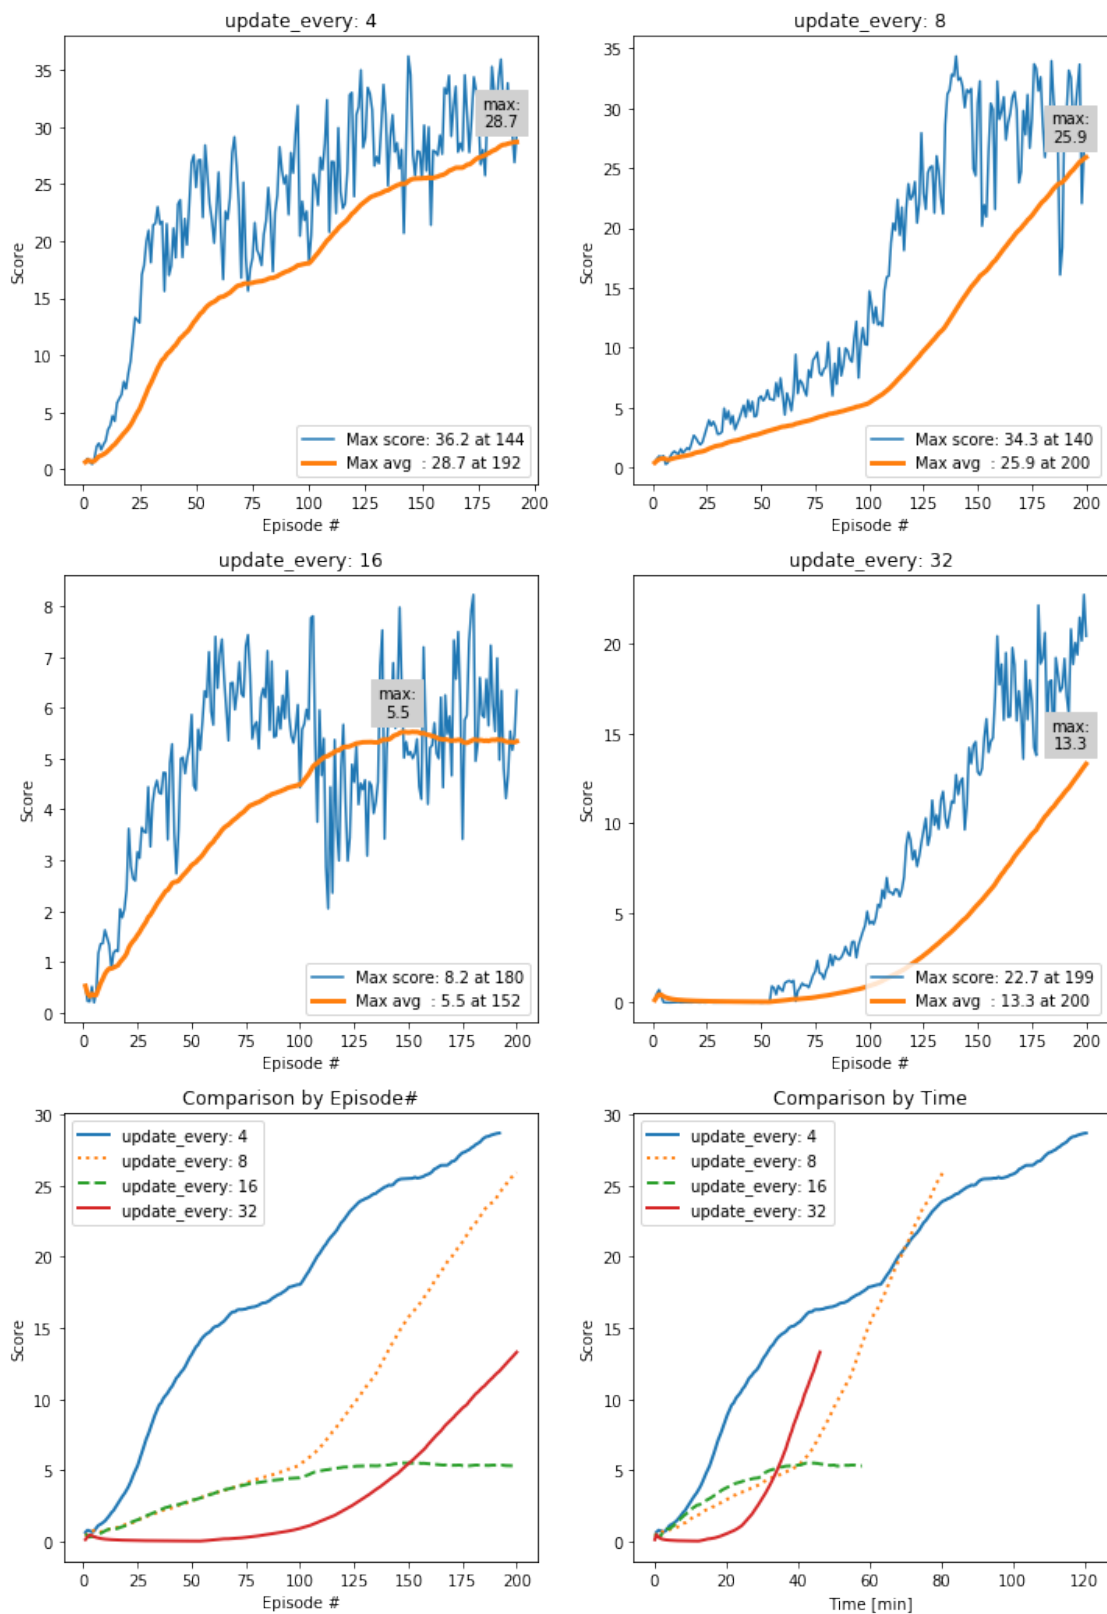 update_every: 4
35
30
25
20
15
10
5
0
Score
max:
28.7
Max score: 36.2 at 144
Max avg  : 28.7 at 192
0 25 50 75 100 125 150 175 200
Episode #
update_every: 8
35
30
25
20
15
10
5
0
Score
max:
25.9
Max score: 34.3 at 140
Max avg  : 25.9 at 200
0 25 50 75 100 125 150 175 200
Episode #
update_every: 16
8
7
6
5
4
3
2
1
0
Score
max:
5.5
Max score: 8.2 at 180
Max avg  : 5.5 at 152
0 25 50 75 100 125 150 175 200
Episode #
update_every: 32
20
15
10
5
0
Score
max:
13.3
Max score: 22.7 at 199
Max avg  : 13.3 at 200
0 25 50 75 100 125 150 175 200
Episode #
Comparison by Episode#
30
25
20
15
10
5
0
Score
update_every: 4
update_every: 8
update_every: 16
update_every: 32
0 25 50 75 100 125 150 175 200
Episode #
Comparison by Time
30
25
20
15
10
5
0
Score
update_every: 4
update_every: 8
update_every: 16
update_every: 32
0 20 40 60 80 100 120
Time [min]